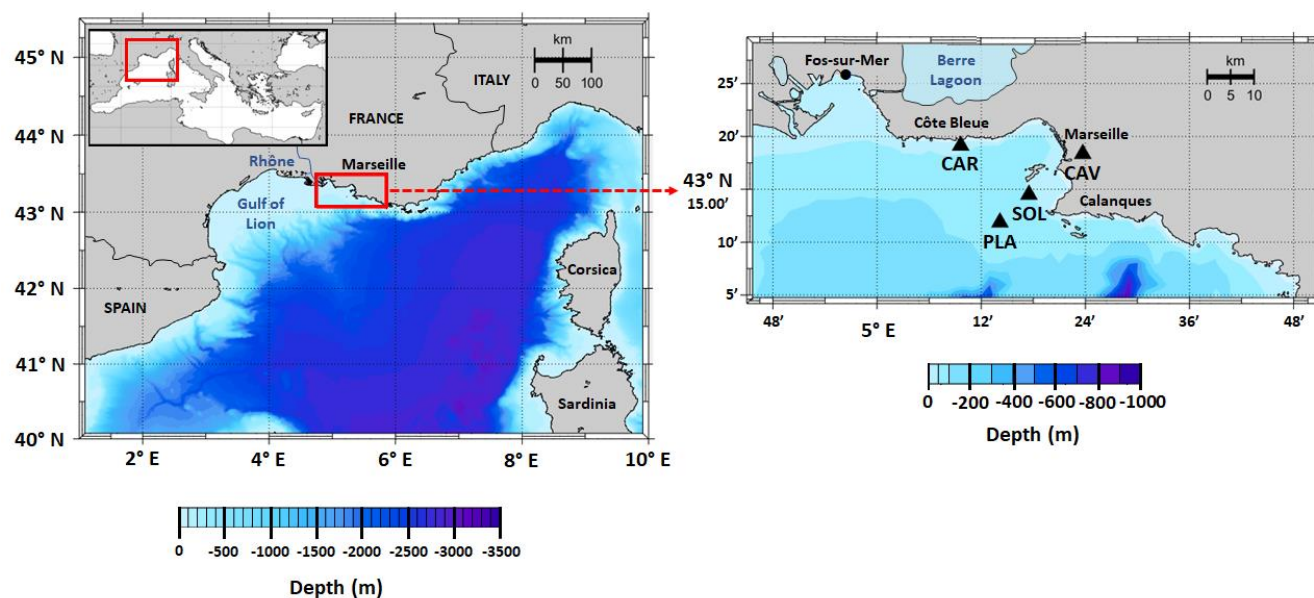 45° N
44° N
43° N
42° N
41° N
40° N
2° E
4° E
6° E
8° E
10° E
km
0 50 100
ITALY
FRANCE
Rhône
Marseille
Gulf of
Lion
Corsica
SPAIN
Sardinia
0 -500 -1000 -1500 -2000 -2500 -3000 -3500
Depth (m)
Fos-sur-Mer
Berre
Lagoon
km
0 5 10
Côte Bleue
Marseille
CAR
CAV
SOL
Calanques
PLA
25’
20’
43° N
15.00’
10’
5’
48’
5° E
12’
24’
36’
48’
0 -200 -400 -600 -800 -1000
Depth (m)